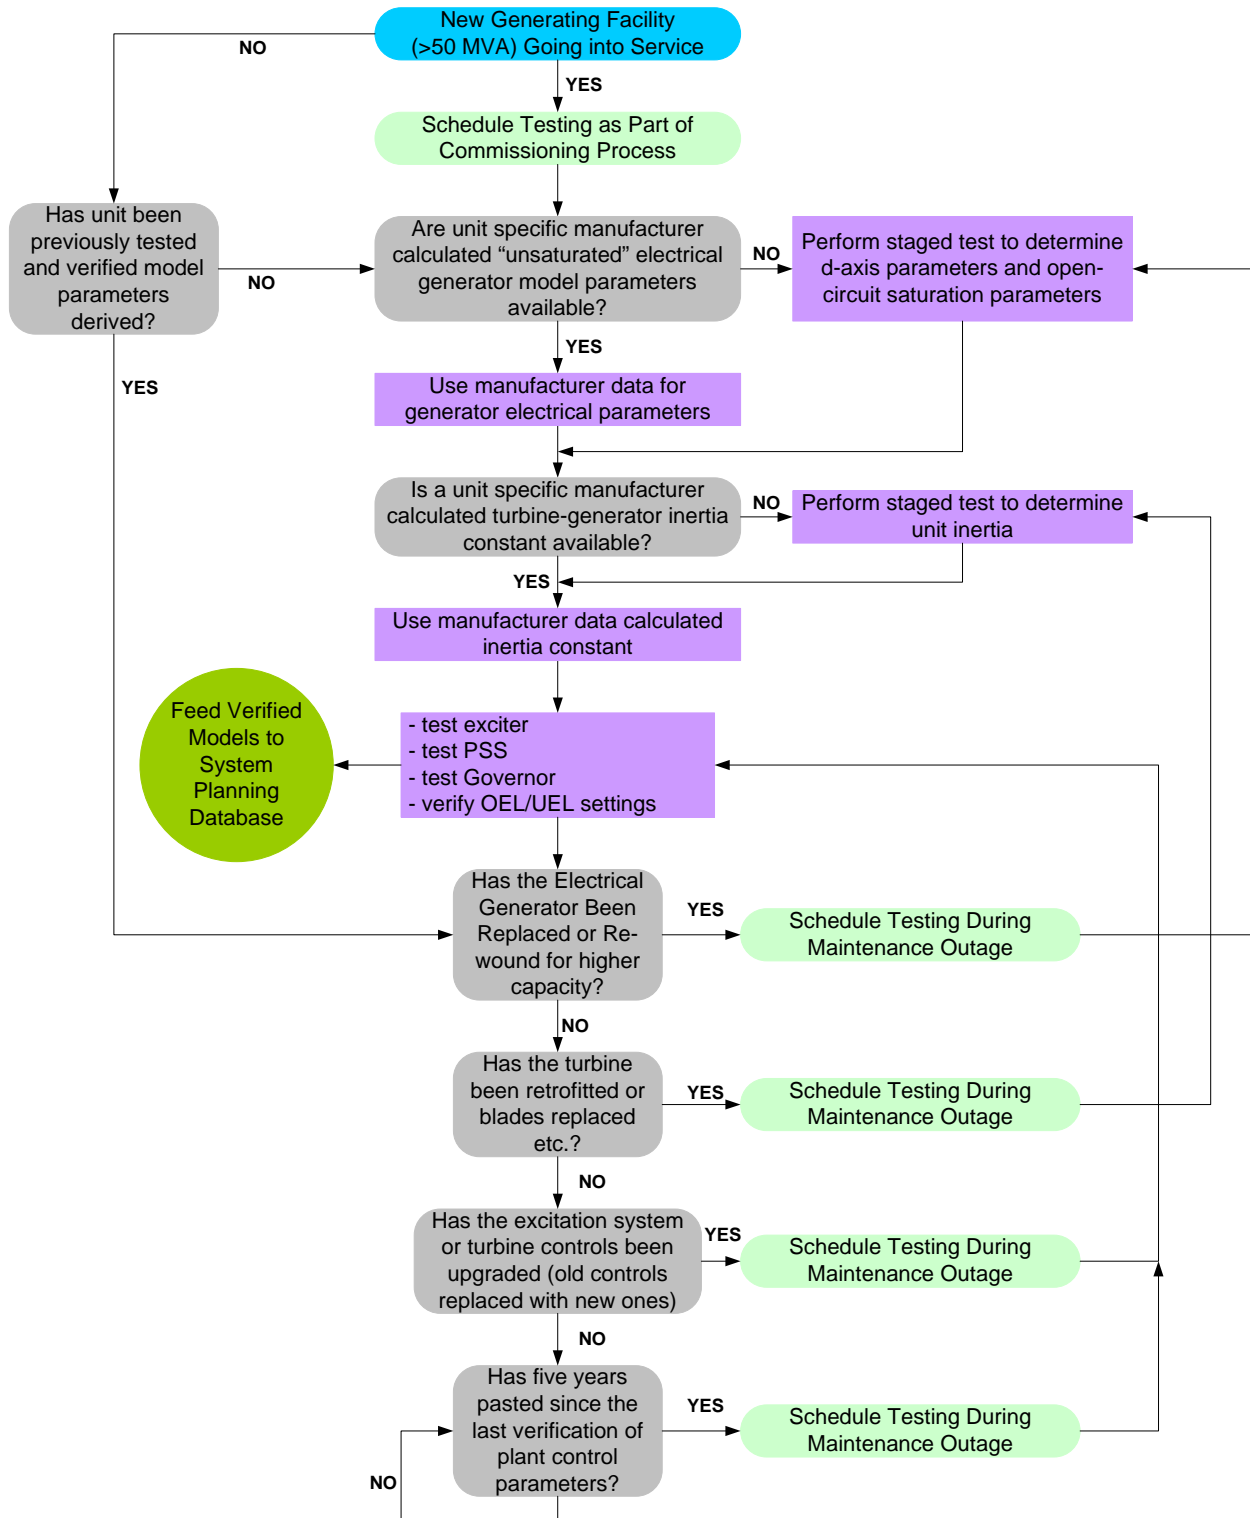 New Generating Facility
(>50 MVA) Going into Service
NO
YES
Schedule Testing as Part of
Commissioning Process
Has unit been
previously tested
and verified model
parameters
derived?
NO
Are unit specific manufacturer
calculated “unsaturated” electrical
generator model parameters
available?
NO
Perform staged test to determine
d-axis parameters and open-
circuit saturation parameters
YES
YES
Use manufacturer data for
generator electrical parameters
Is a unit specific manufacturer
calculated turbine-generator inertia
constant available?
NO
Perform staged test to determine
unit inertia
YES
Use manufacturer data calculated
inertia constant
Feed Verified
Models to
System
Planning
Database
- test exciter
- test PSS
- test Governor
- verify OEL/UEL settings
Has the Electrical
Generator Been
Replaced or Re-
wound for higher
capacity?
YES
Schedule Testing During
Maintenance Outage
NO
Has the turbine
been retrofitted or
blades replaced
etc.?
YES
Schedule Testing During
Maintenance Outage
NO
Has the excitation system
or turbine controls been
upgraded (old controls
replaced with new ones)
YES
Schedule Testing During
Maintenance Outage
NO
Has five years
pasted since the
last verification of
plant control
parameters?
YES
Schedule Testing During
Maintenance Outage
NO